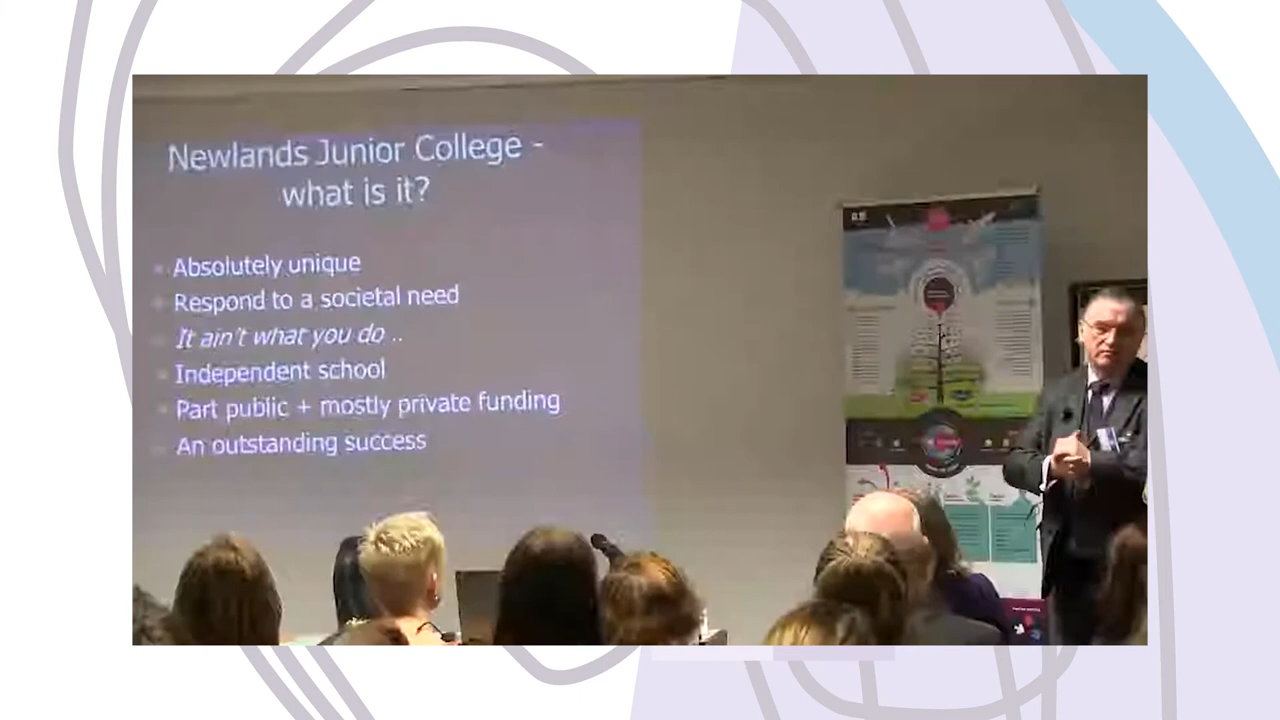 Newlands Junior College -
what is it?
Absolutely unique
Respond to a societal need
It ain't what you do ..
Independent school
Part public + mostly private funding
An outstanding success